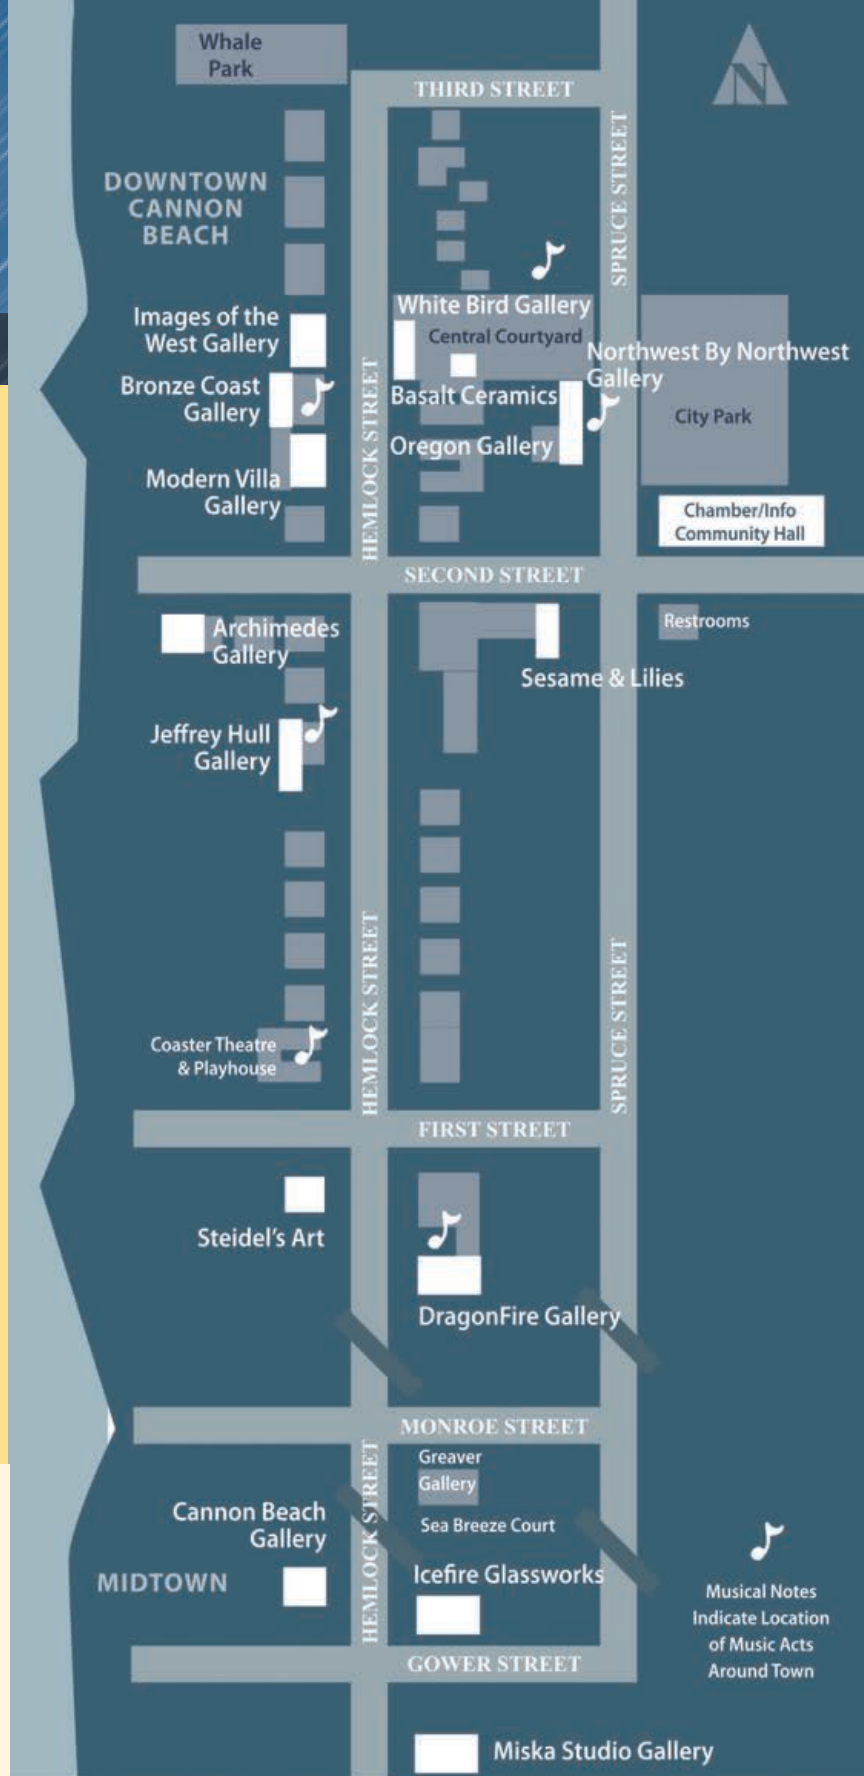 Whale
Park
N
THIRD STREET
SPRUCE STREET
DOWNTOWN
CANNON
BEACH
White Bird Gallery
Central Courtyard
Images of the
West Gallery
Northwest By Northwest
Gallery
Bronze Coast
Gallery
Basalt Ceramics
City Park
Oregon Gallery
HEMLOCK STREET
Modern Villa
Gallery
Chamber/Info
Community Hall
SECOND STREET
Archimedes
Gallery
Restrooms
Sesame & Lilies
Jeffrey Hull
Gallery
HEMLOCK STREET
SPRUCE STREET
Coaster Theatre
& Playhouse
FIRST STREET
Steidel's Art
DragonFire Gallery
MONROE STREET
Greaver
Gallery
Sea Breeze Court
Cannon Beach
Gallery
HEMLOCK STREET
MIDTOWN
Icefire Glassworks
Musical Notes
Indicate Location
of Music Acts
Around Town
GOWER STREET
Miska Studio Gallery